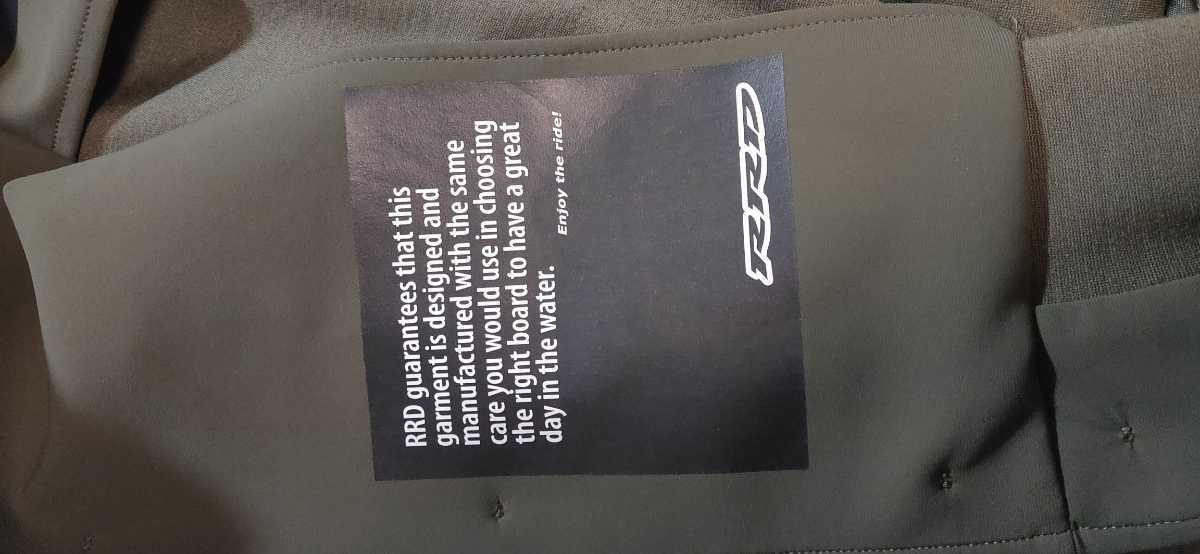 RRD guarantees that this
garment is designed and
manufactured with the same
care you would use in choosing
the right board to have a great
day in the water.
Enjoy the ride!
RRD